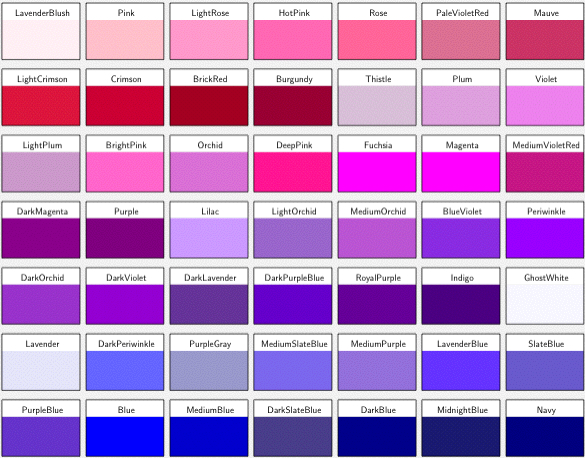 LavenderBlush Pink LightRose HotPink Rose PaleVioletRed Mauve
LightCrimson Crimson BrickRed Burgundy Thistle Plum Violet
LightPlum BrightPink Orchid DeepPink Fuchsia Magenta MediumVioletRed
DarkMagenta Purple Lilac LightOrchid MediumOrchid BlueViolet Periwinkle
DarkOrchid DarkViolet DarkLavender DarkPurpleBlue RoyalPurple Indigo GhostWhite
Lavender DarkPeriwinkle PurpleGray MediumSlateBlue MediumPurple LavenderBlue SlateBlue
PurpleBlue Blue MediumBlue DarkSlateBlue DarkBlue MidnightBlue Navy